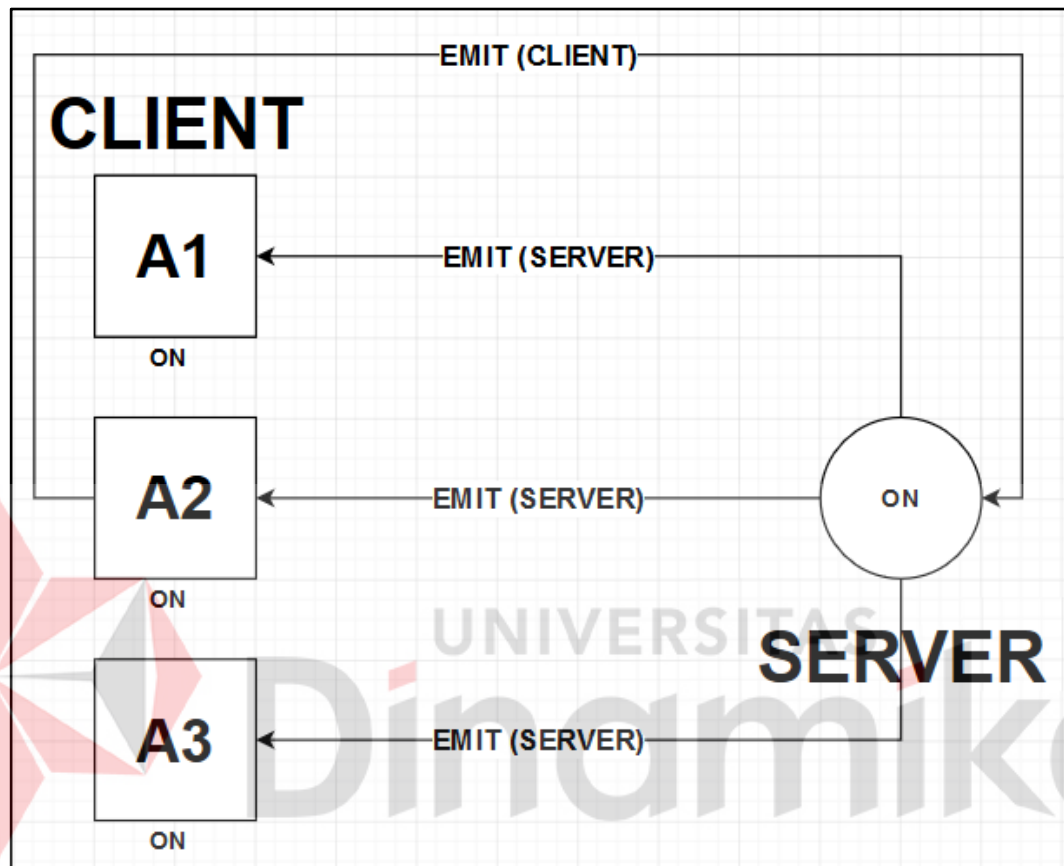 EMIT (CLIENT)
CLIENT
A1
EMIT (SERVER)
ON
A2
EMIT (SERVER)
ON
ON
UNIVERSITAS
SERVER
Dinamika
A3
EMIT (SERVER)
ON